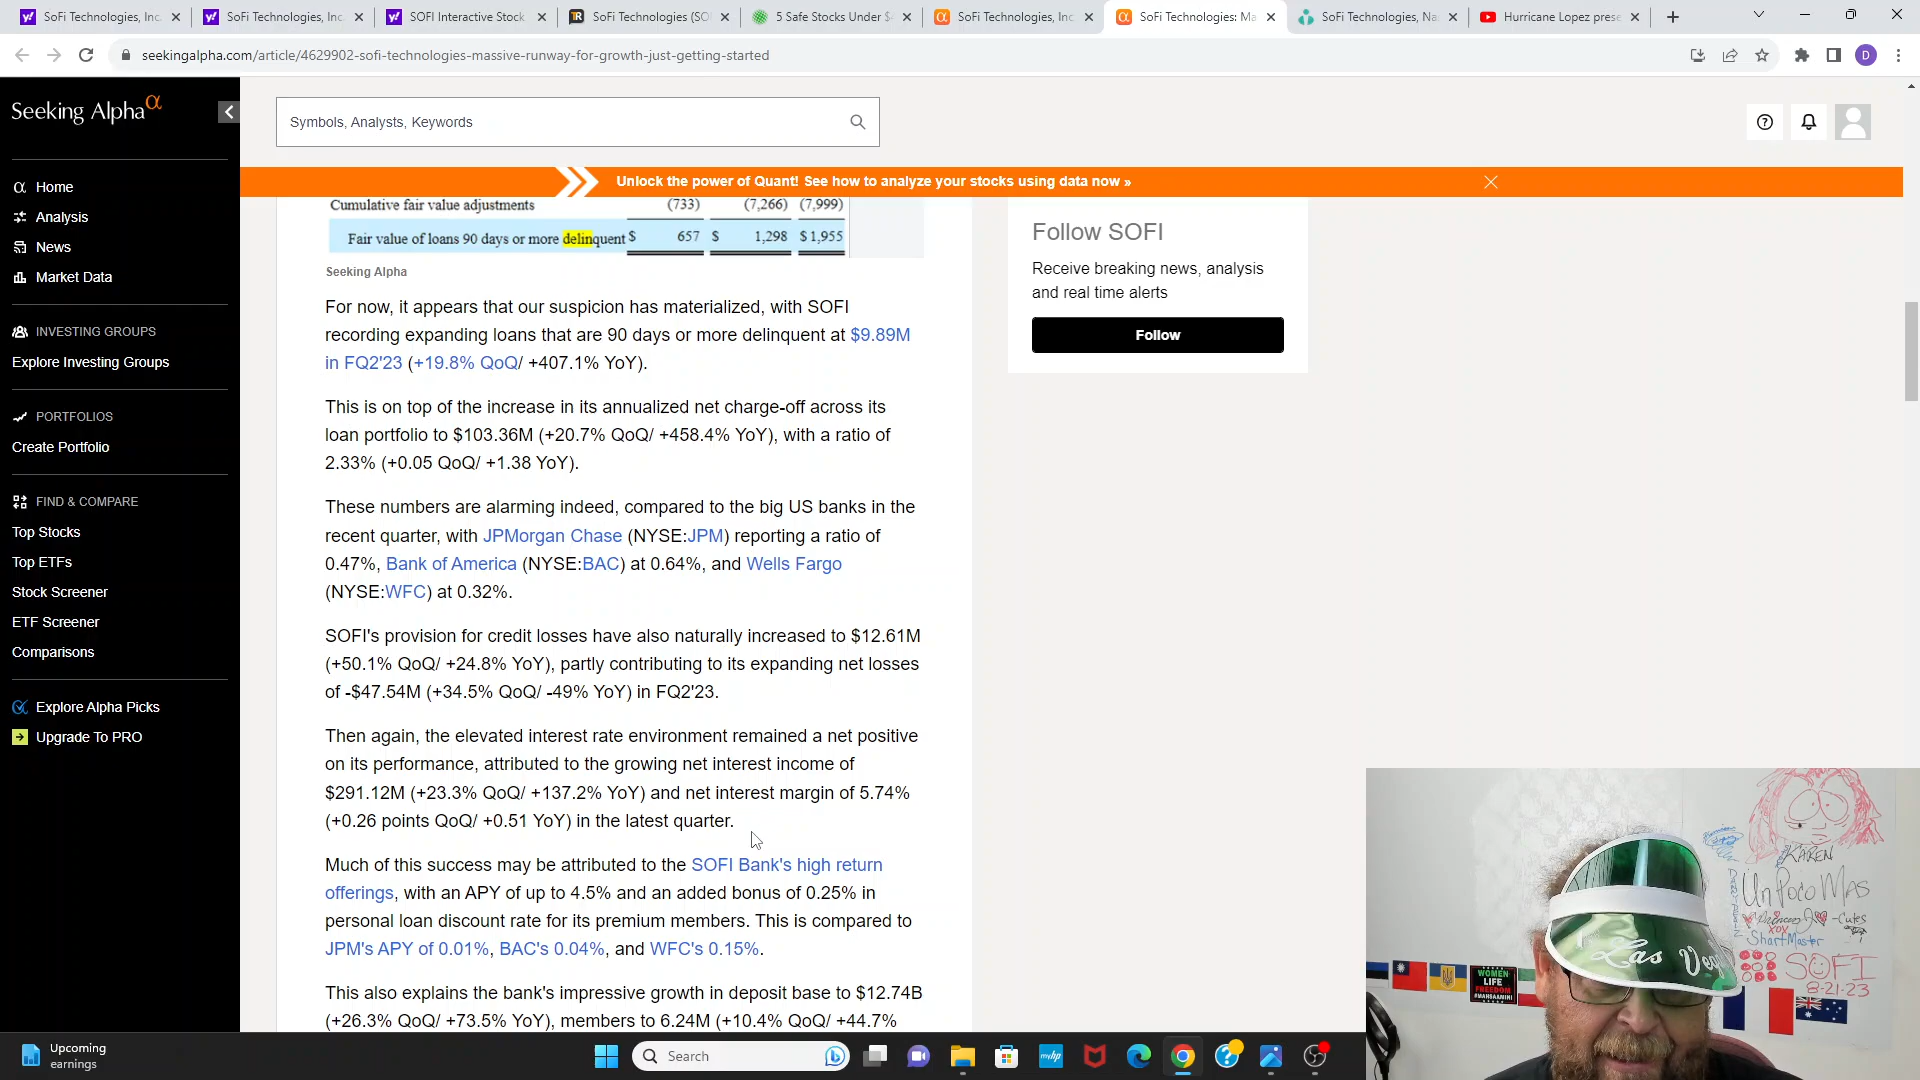 SoFi Technologies, Inc.
SoFi Technologies, Inc.
SOFI Interactive Stock
SoFi Technologies (SO
5 Safe Stocks Under $
SoFi Technologies, Inc.
SoFi Technologies: Ma
SoFi Technologies, Na
Hurricane Lopez prese
seekingalpha.com/article/4629902-sofi-technologies-massive-runway-for-growth-just-getting-started
D
Seeking Alpha α
Symbols, Analysts, Keywords
Unlock the power of Quant! See how to analyze your stocks using data now »
Home
Analysis
News
Market Data
INVESTING GROUPS
Explore Investing Groups
PORTFOLIOS
Create Portfolio
FIND & COMPARE
Top Stocks
Top ETFs
Stock Screener
ETF Screener
Comparisons
Explore Alpha Picks
Upgrade To PRO
Cumulative fair value adjustments (733) (7,266) (7,999)
Fair value of loans 90 days or more delinquent $ 657 $ 1,298 $ 1,955
Seeking Alpha
For now, it appears that our suspicion has materialized, with SOFI
recording expanding loans that are 90 days or more delinquent at $9.89M
in FQ2'23 (+19.8% QoQ/ +407.1% YoY).
This is on top of the increase in its annualized net charge-off across its
loan portfolio to $103.36M (+20.7% QoQ/ +458.4% YoY), with a ratio of
2.33% (+0.05 QoQ/ +1.38 YoY).
These numbers are alarming indeed, compared to the big US banks in the
recent quarter, with JPMorgan Chase (NYSE:JPM) reporting a ratio of
0.47%, Bank of America (NYSE:BAC) at 0.64%, and Wells Fargo
(NYSE:WFC) at 0.32%.
SOFI's provision for credit losses have also naturally increased to $12.61M
(+50.1% QoQ/ +24.8% YoY), partly contributing to its expanding net losses
of -$47.54M (+34.5% QoQ/ -49% YoY) in FQ2'23.
Then again, the elevated interest rate environment remained a net positive
on its performance, attributed to the growing net interest income of
$291.12M (+23.3% QoQ/ +137.2% YoY) and net interest margin of 5.74%
(+0.26 points QoQ/ +0.51 YoY) in the latest quarter.
Much of this success may be attributed to the SOFI Bank's high return
offerings, with an APY of up to 4.5% and an added bonus of 0.25% in
personal loan discount rate for its premium members. This is compared to
JPM's APY of 0.01%, BAC's 0.04%, and WFC's 0.15%.
This also explains the bank's impressive growth in deposit base to $12.74B
(+26.3% QoQ/ +73.5% YoY), members to 6.24M (+10.4% QoQ/ +44.7%
Follow SOFI
Receive breaking news, analysis
and real time alerts
Follow
KAREN
Un Poco MAS
Cutes
XOX
ShartMaster
SOFI
8-21-23
Las Veg
WOMEN
LIFE
FREEDOM
#MAHSAAMINI
Upcoming
earnings
Search
myhp